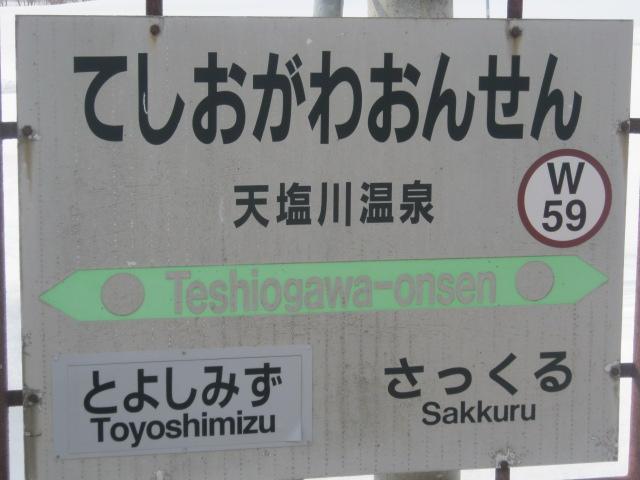 てしおがわおんせん
天塩川温泉
W
59
Teshiogawa-onsen
とよしみず
Toyoshimizu
さっくる
Sakkuru